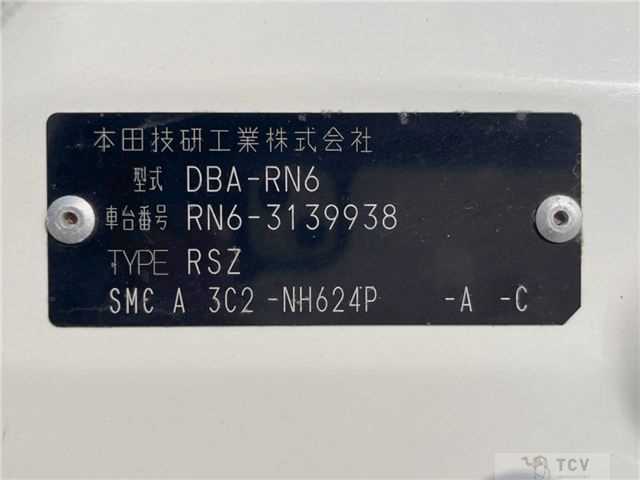 本田技研工業株式会社
型式 DBA-RN6
車台番号 RN6-3139938
TYPE RSZ
SMC A 3C2 -NH624P -A -C
TCV